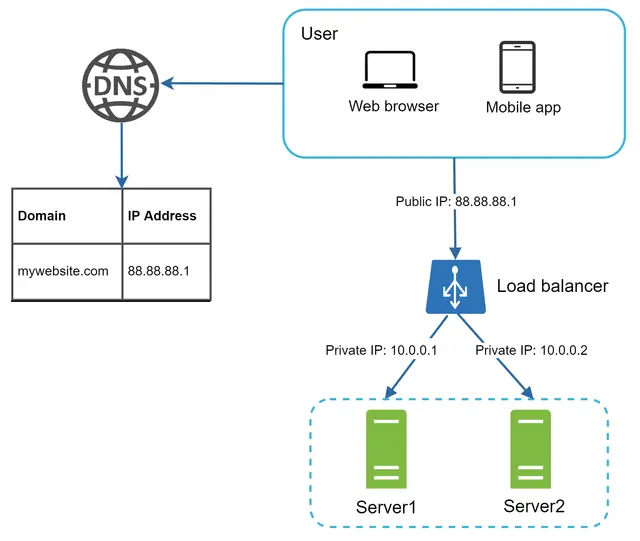 User
DNS
Web browser
Mobile app
Domain
IP Address
mywebsite.com
88.88.88.1
Public IP: 88.88.88.1
Load balancer
Private IP: 10.0.0.1
Private IP: 10.0.0.2
Server1
Server2